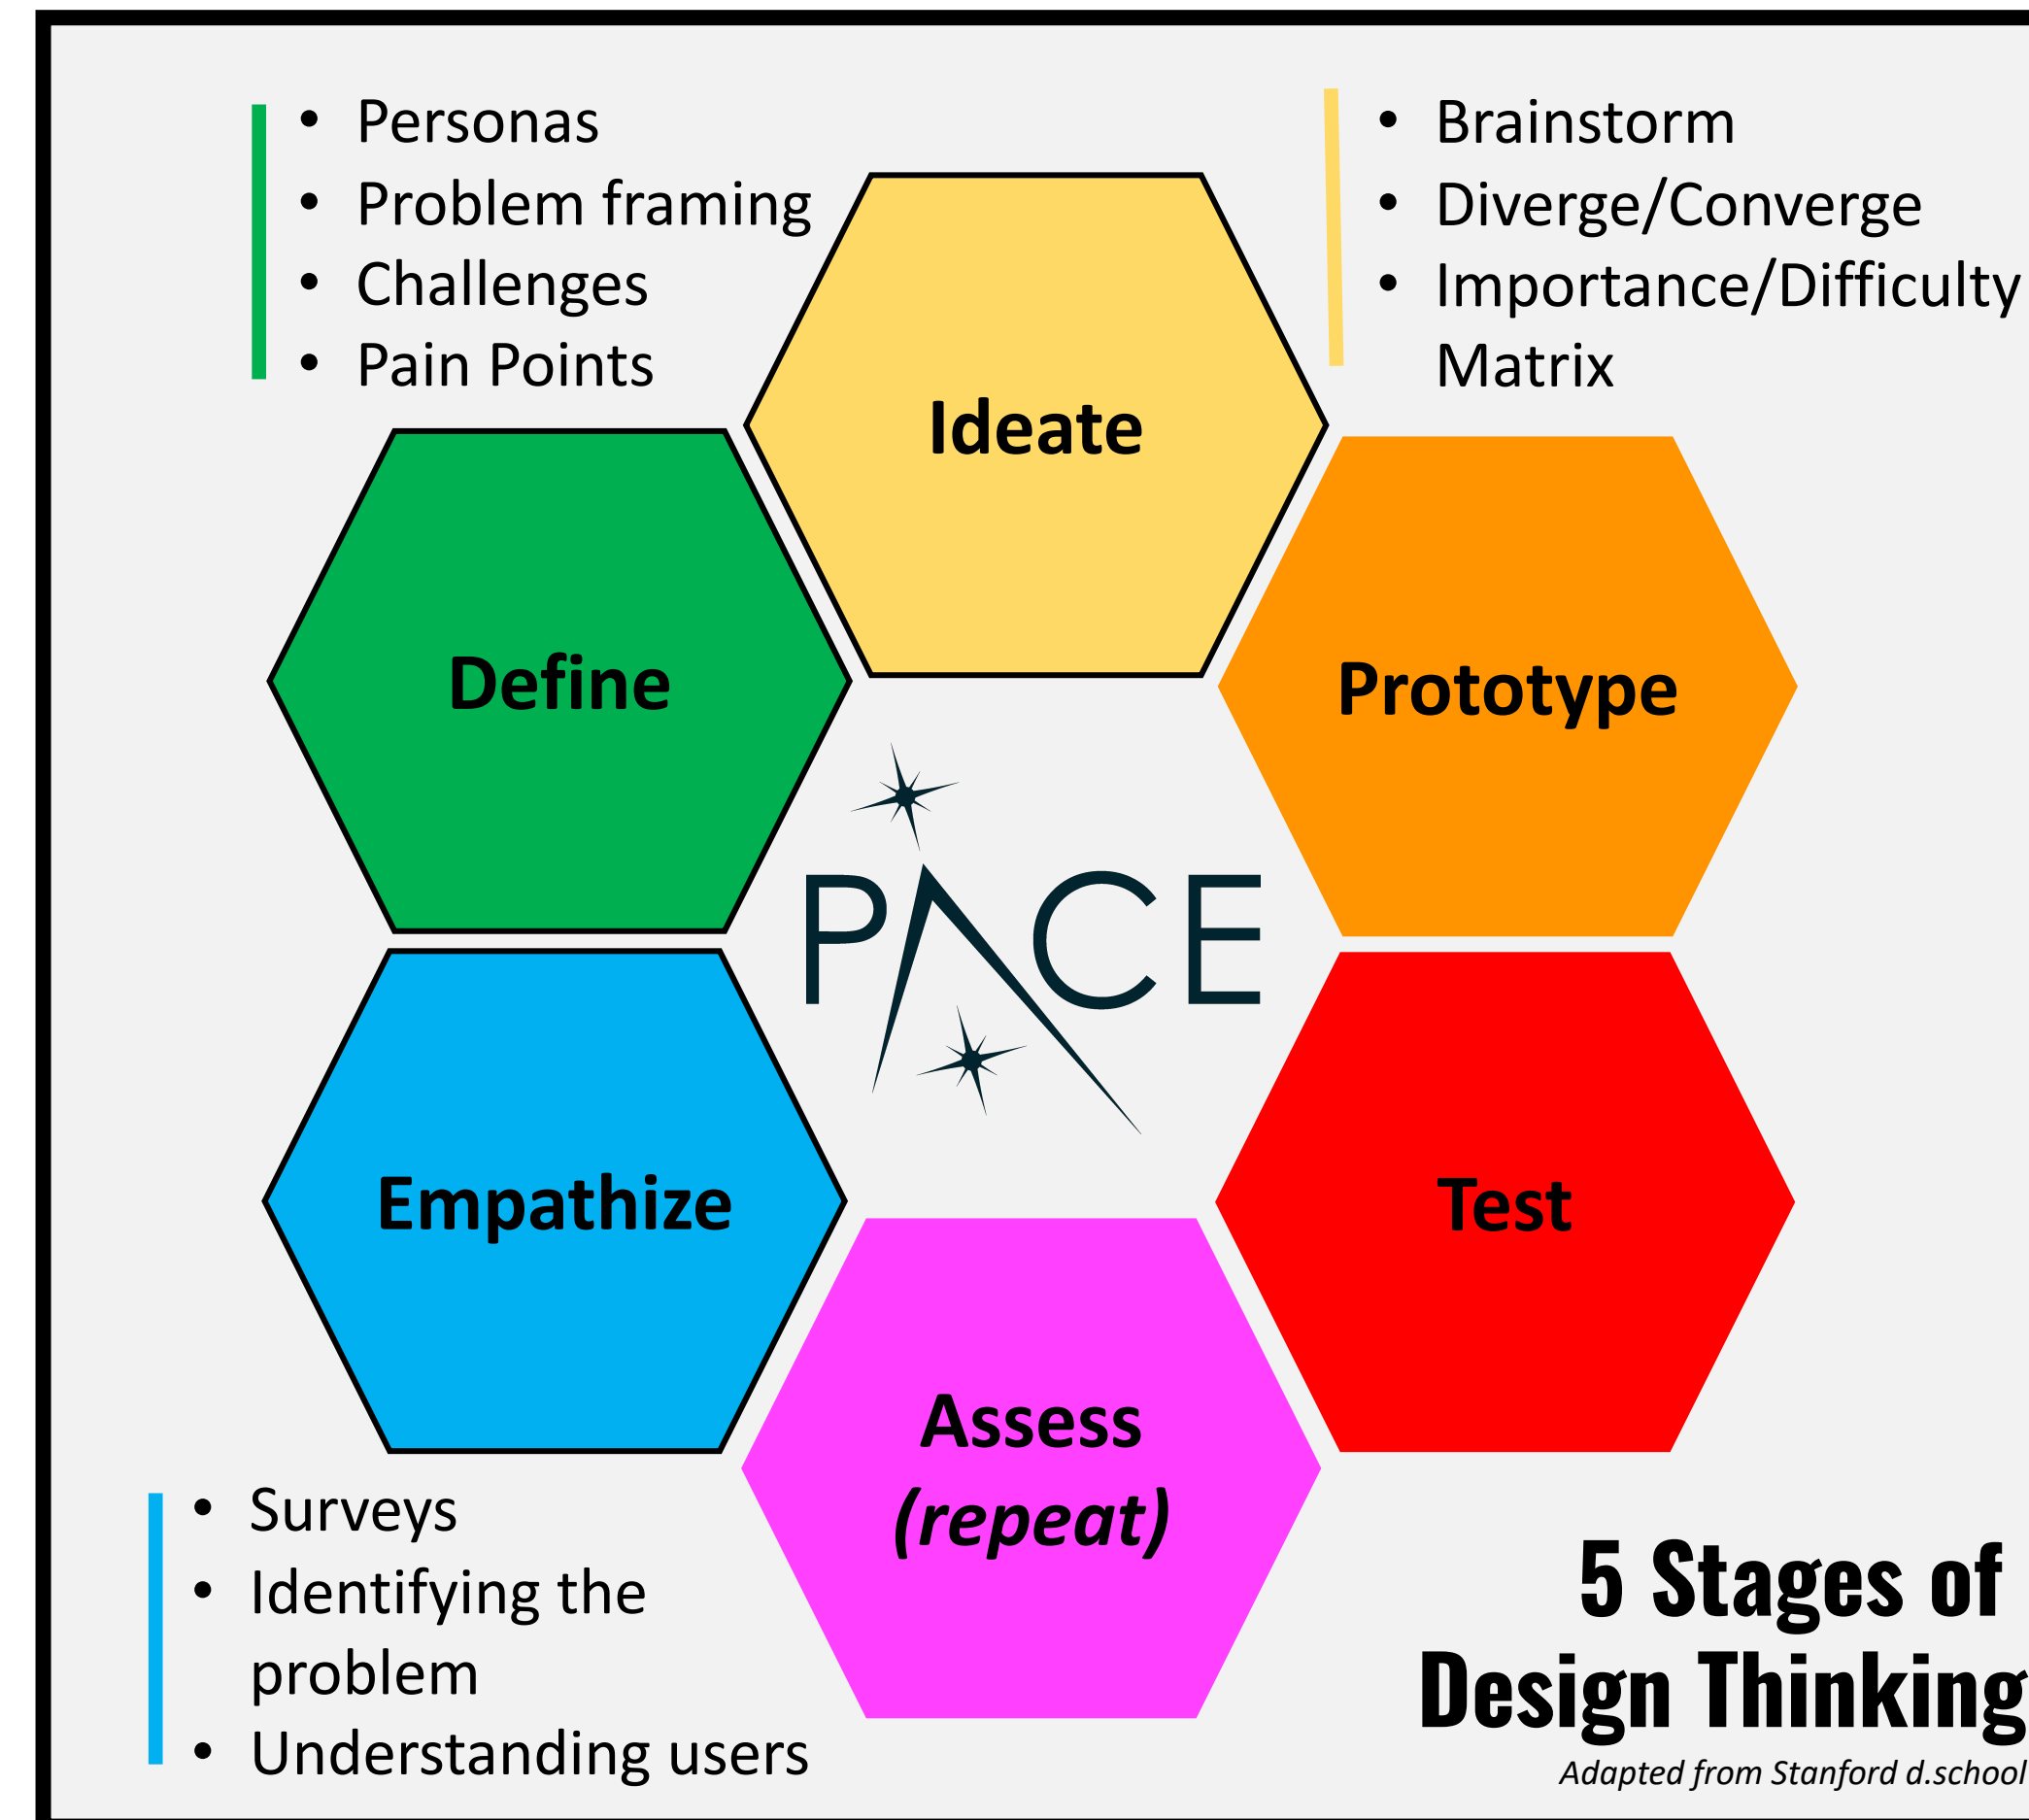 • Personas
• Problem framing
• Challenges
• Pain Points
• Brainstorm
• Diverge/Converge
• Importance/Difficulty
Matrix
Ideate
Define
Prototype
PACE
Empathize
Test
Assess
(repeat)
• Surveys
• Identifying the
problem
• Understanding users
5 Stages of
Design Thinking
Adapted from Stanford d.school